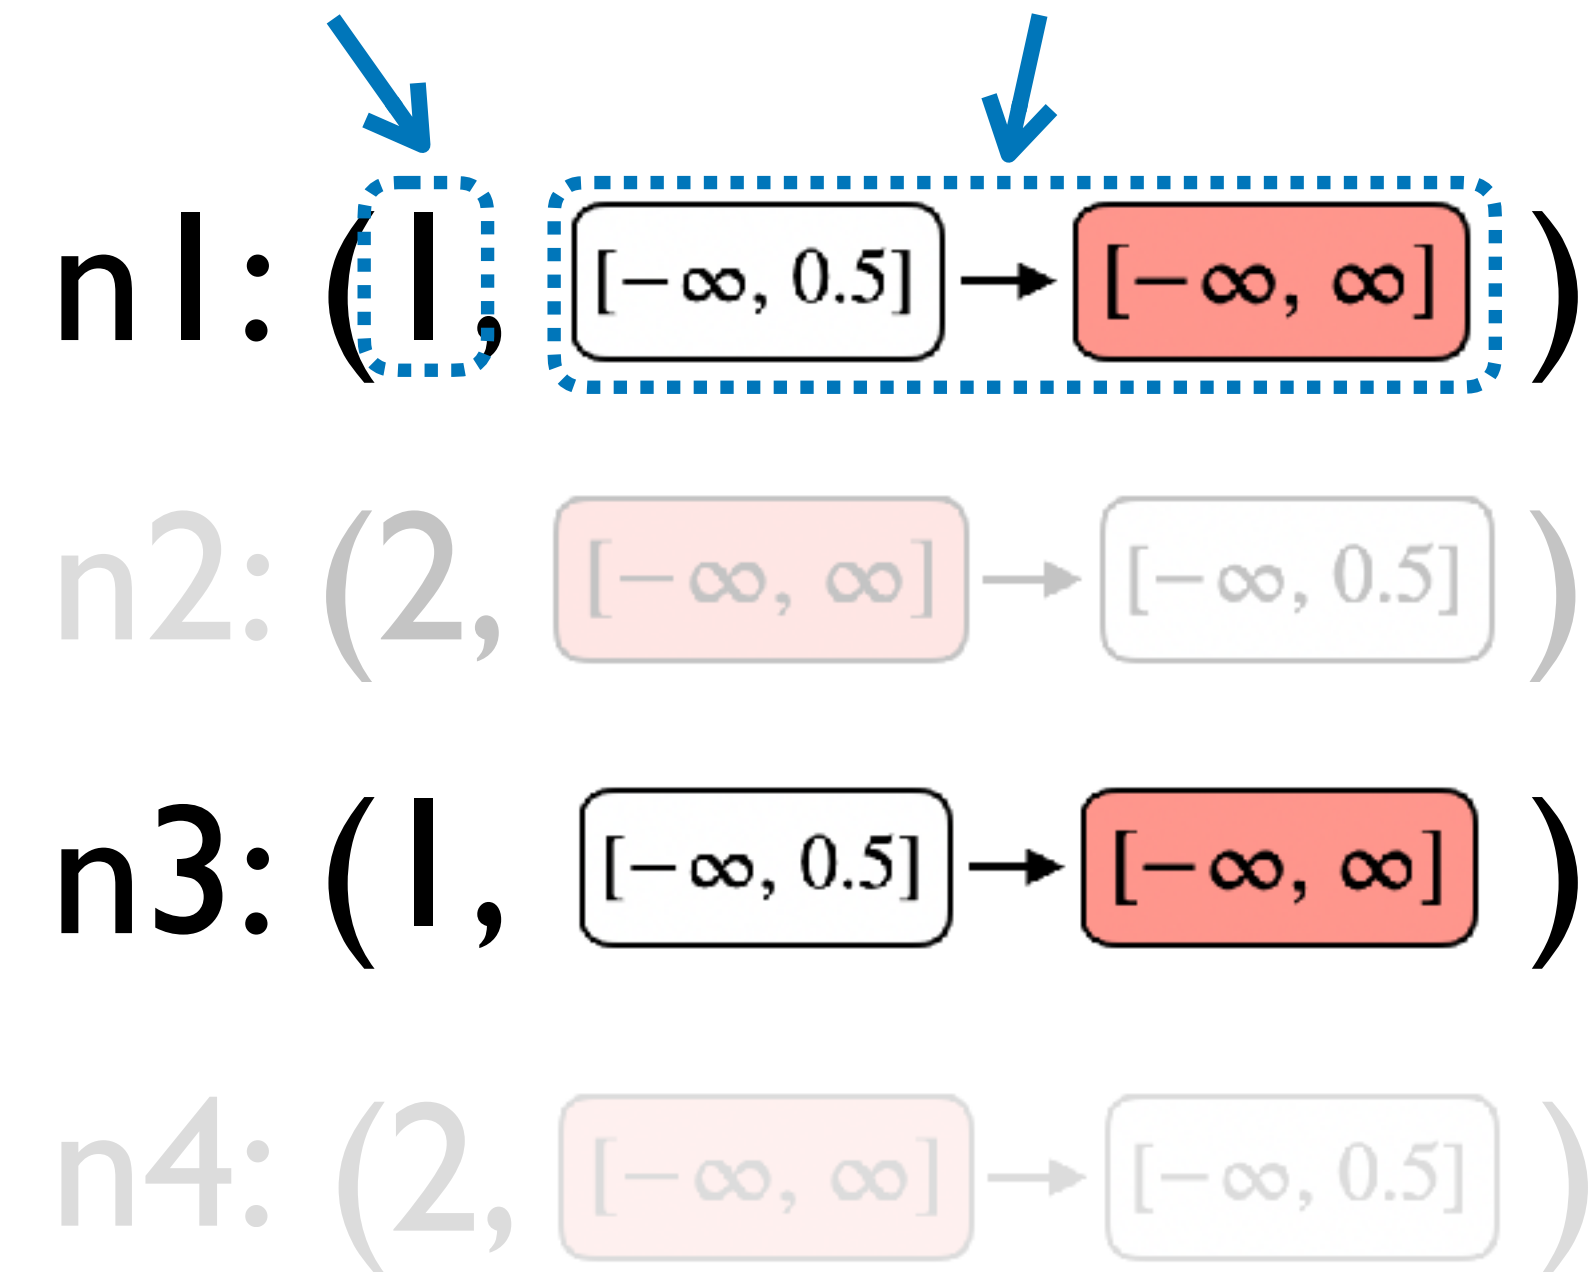 n1: (1, [−∞, 0.5] → [−∞, ∞] )
n2: (2, [−∞, ∞] → [−∞, 0.5] )
n3: (1, [−∞, 0.5] → [−∞, ∞] )
n4: (2, [−∞, ∞] → [−∞, 0.5] )